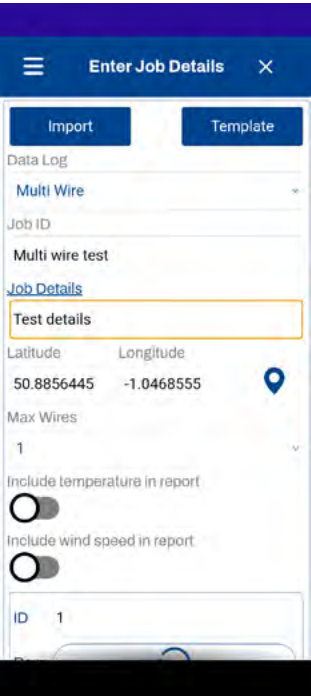 Enter Job Details
Import Template
Data Log
Multi Wire
Job ID
Multi wire test
Job Details
Test details
Latitude Longitude
50.8856445 -1.0468555
Max Wires
1
Include temperature in report
Include wind speed in report
ID 1